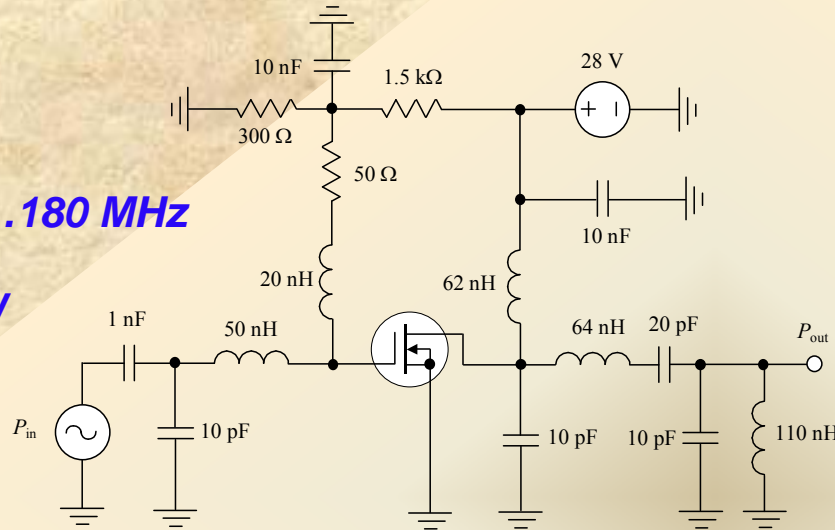 10 nF
1.5 kΩ
28 V
300 Ω
50 Ω
.180 MHz
10 nF
20 nH
62 nH
1 nF
50 nH
64 nH
20 pF
Pout
Pin
10 pF
10 pF
10 pF
110 nH